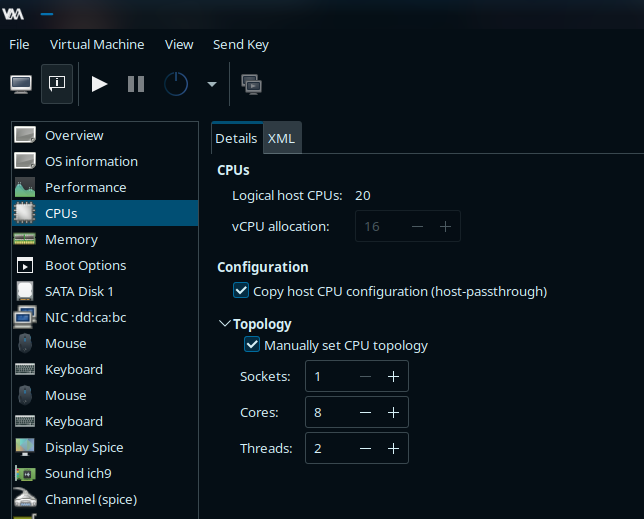 File Virtual Machine View Send Key
Overview
OS information
Performance
CPUs
Memory
Boot Options
SATA Disk 1
NIC :dd:ca:bc
Mouse
Keyboard
Mouse
Keyboard
Display Spice
Sound ich9
Channel (spice)
Details XML
CPUs
Logical host CPUs: 20
vCPU allocation: 16
Configuration
Copy host CPU configuration (host-passthrough)
Topology
Manually set CPU topology
Sockets: 1
Cores: 8
Threads: 2